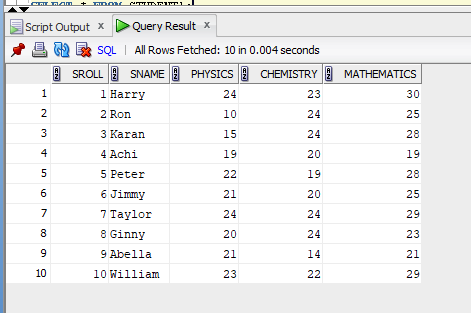 SELECT * FROM STUDENT;
Script Output x Query Result x
SQL | All Rows Fetched: 10 in 0.004 seconds
SROLL SNAME PHYSICS CHEMISTRY MATHEMATICS
1 1 Harry 24 23 30
2 2 Ron 10 24 25
3 3 Karan 15 24 28
4 4 Achi 19 20 19
5 5 Peter 22 19 28
6 6 Jimmy 21 20 25
7 7 Taylor 24 24 29
8 8 Ginny 20 24 23
9 9 Abella 21 14 21
10 10 William 23 22 29